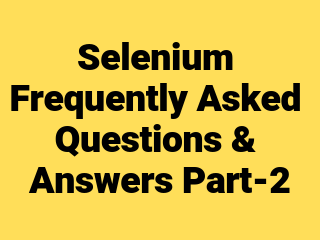 Selenium
Frequently Asked
Questions &
Answers Part-2